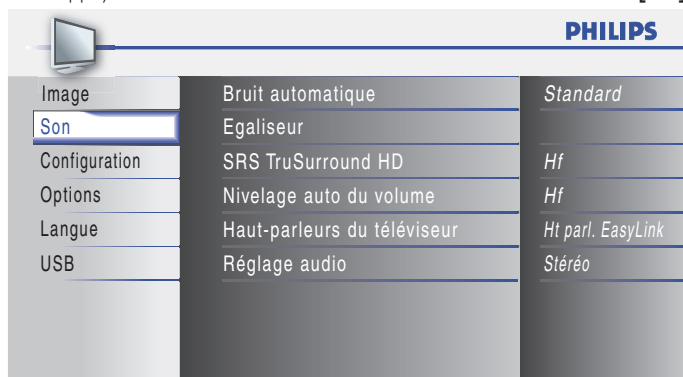 PHILIPS
Image
Bruit automatique
Standard
Son
Egaliseur
Configuration
SRS TruSurround HD
Hf
Options
Nivelage auto du volume
Hf
Langue
Haut-parleurs du téléviseur
Ht parl. EasyLink
USB
Réglage audio
Stéréo